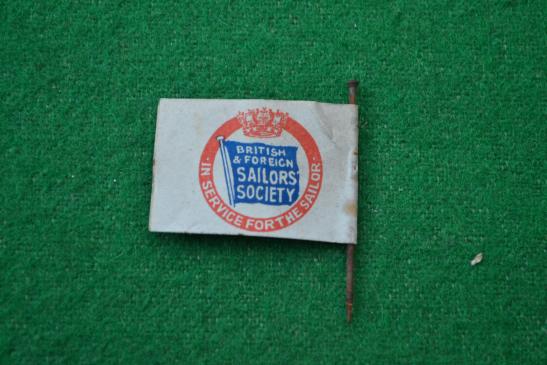 BRITISH
& FOREIGN
SAILORS'
SOCIETY
· IN SERVICE FOR THE SAILOR ·